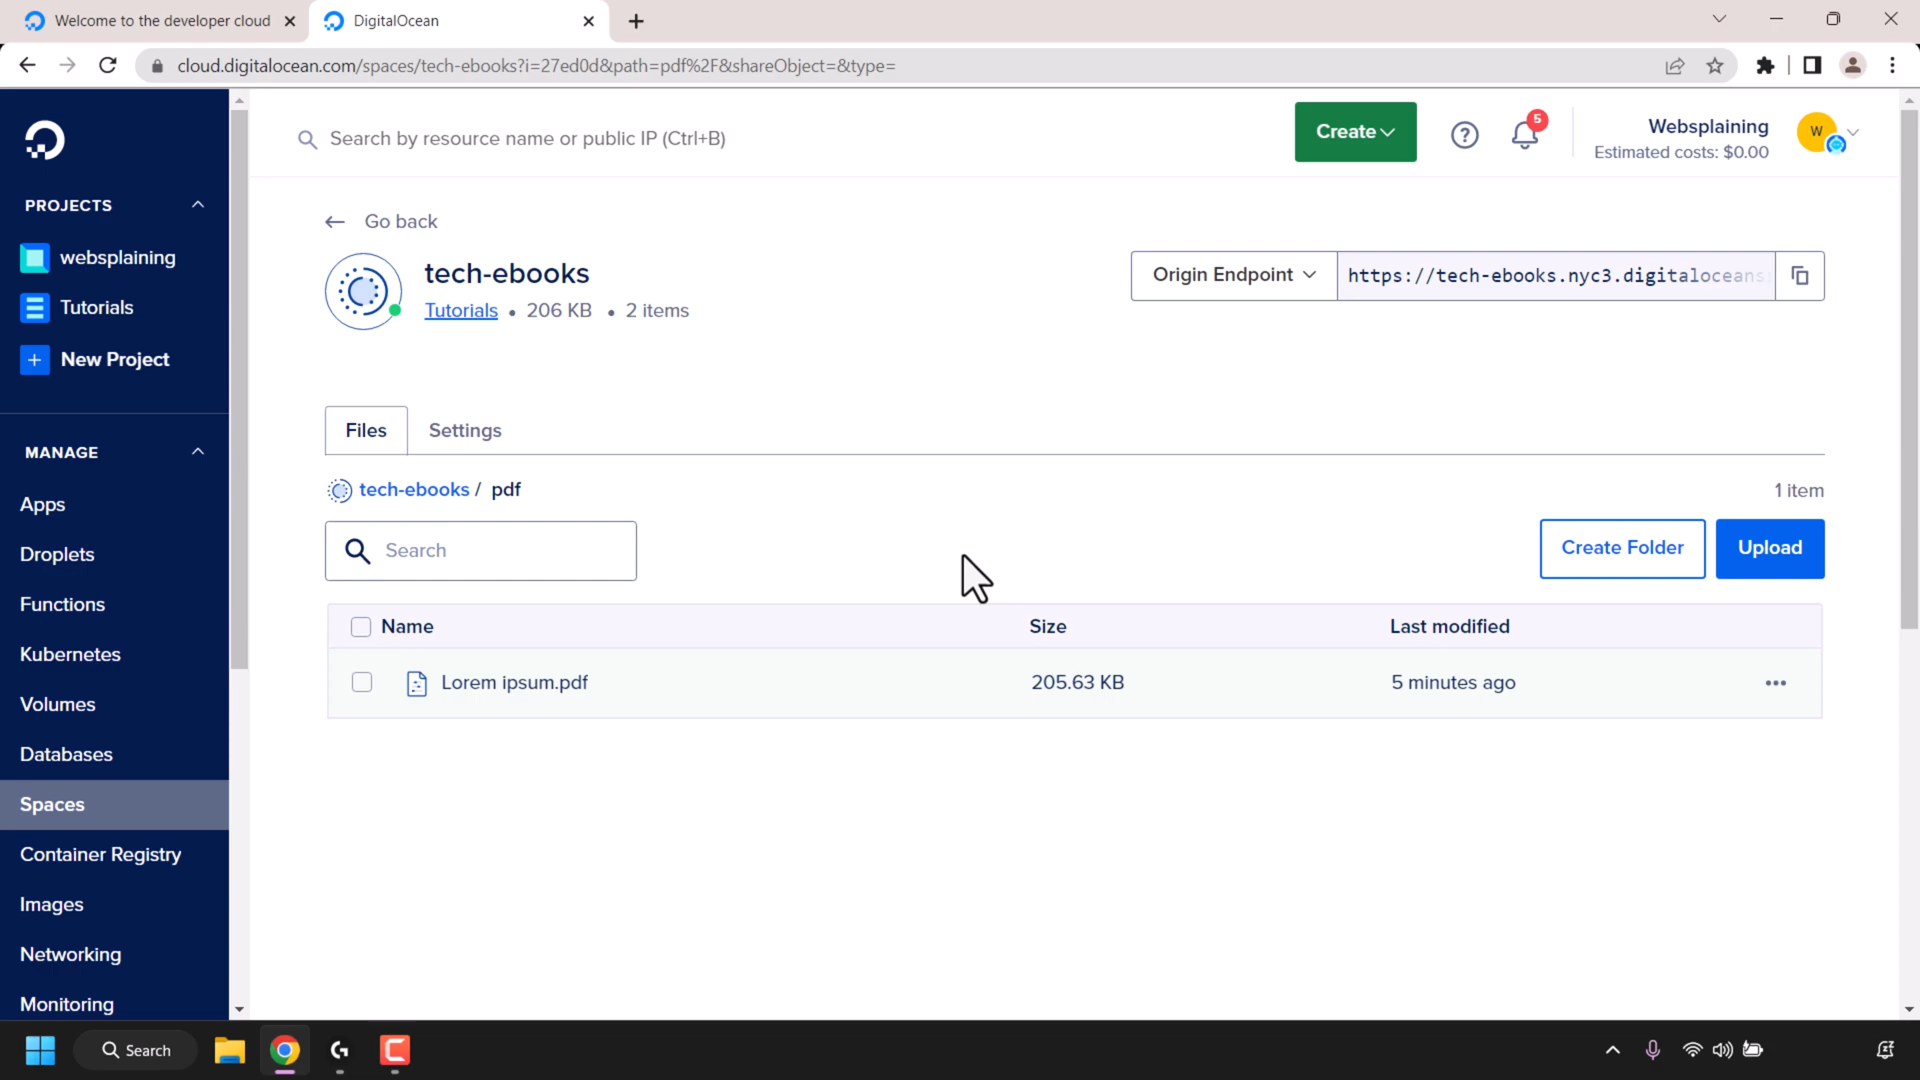 Welcome to the developer cloud
DigitalOcean
cloud.digitalocean.com/spaces/tech-ebooks?i=27ed0d&path=pdf%2F&shareObject=&type=
Search by resource name or public IP (Ctrl+B)
Create
5
Websplaining
Estimated costs: $0.00
W
PROJECTS
websplaining
Tutorials
New Project
MANAGE
Apps
Droplets
Functions
Kubernetes
Volumes
Databases
Spaces
Container Registry
Images
Networking
Monitoring
Go back
tech-ebooks
Tutorials • 206 KB • 2 items
Origin Endpoint
https://tech-ebooks.nyc3.digitaloceans
Files
Settings
tech-ebooks / pdf
1 item
Search
Create Folder
Upload
Name
Size
Last modified
Lorem ipsum.pdf
205.63 KB
5 minutes ago
Search